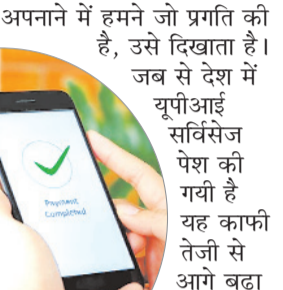 अपनाने में हमने जो प्रगति की
है, उसे दिखाता है।
जब से देश में
यूपीआई
सर्विसेज
पेश की
गयी है
यह काफी
तेजी से
आगे बढा
Payment
Completed